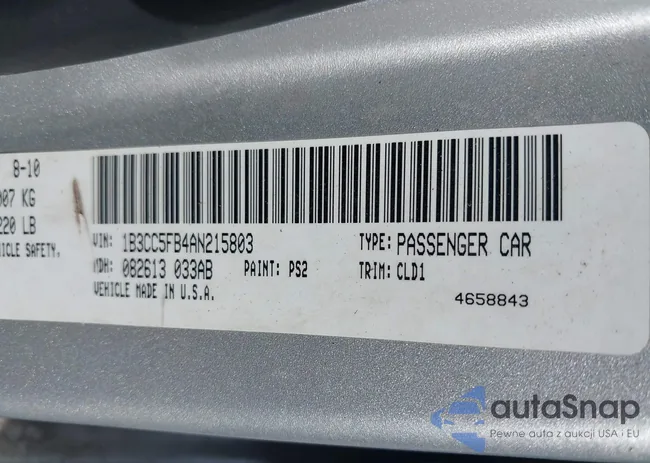 8-10
007 KG
220 LB
HICLE SAFETY,
VIN: 1B3CC5FB4AN215803 TYPE: PASSENGER CAR
MDH: 082613 033AB PAINT: PS2 TRIM: CLD1
VEHICLE MADE IN U.S.A.
4658843
autaSnap
Pewne auta z aukcji USA i EU